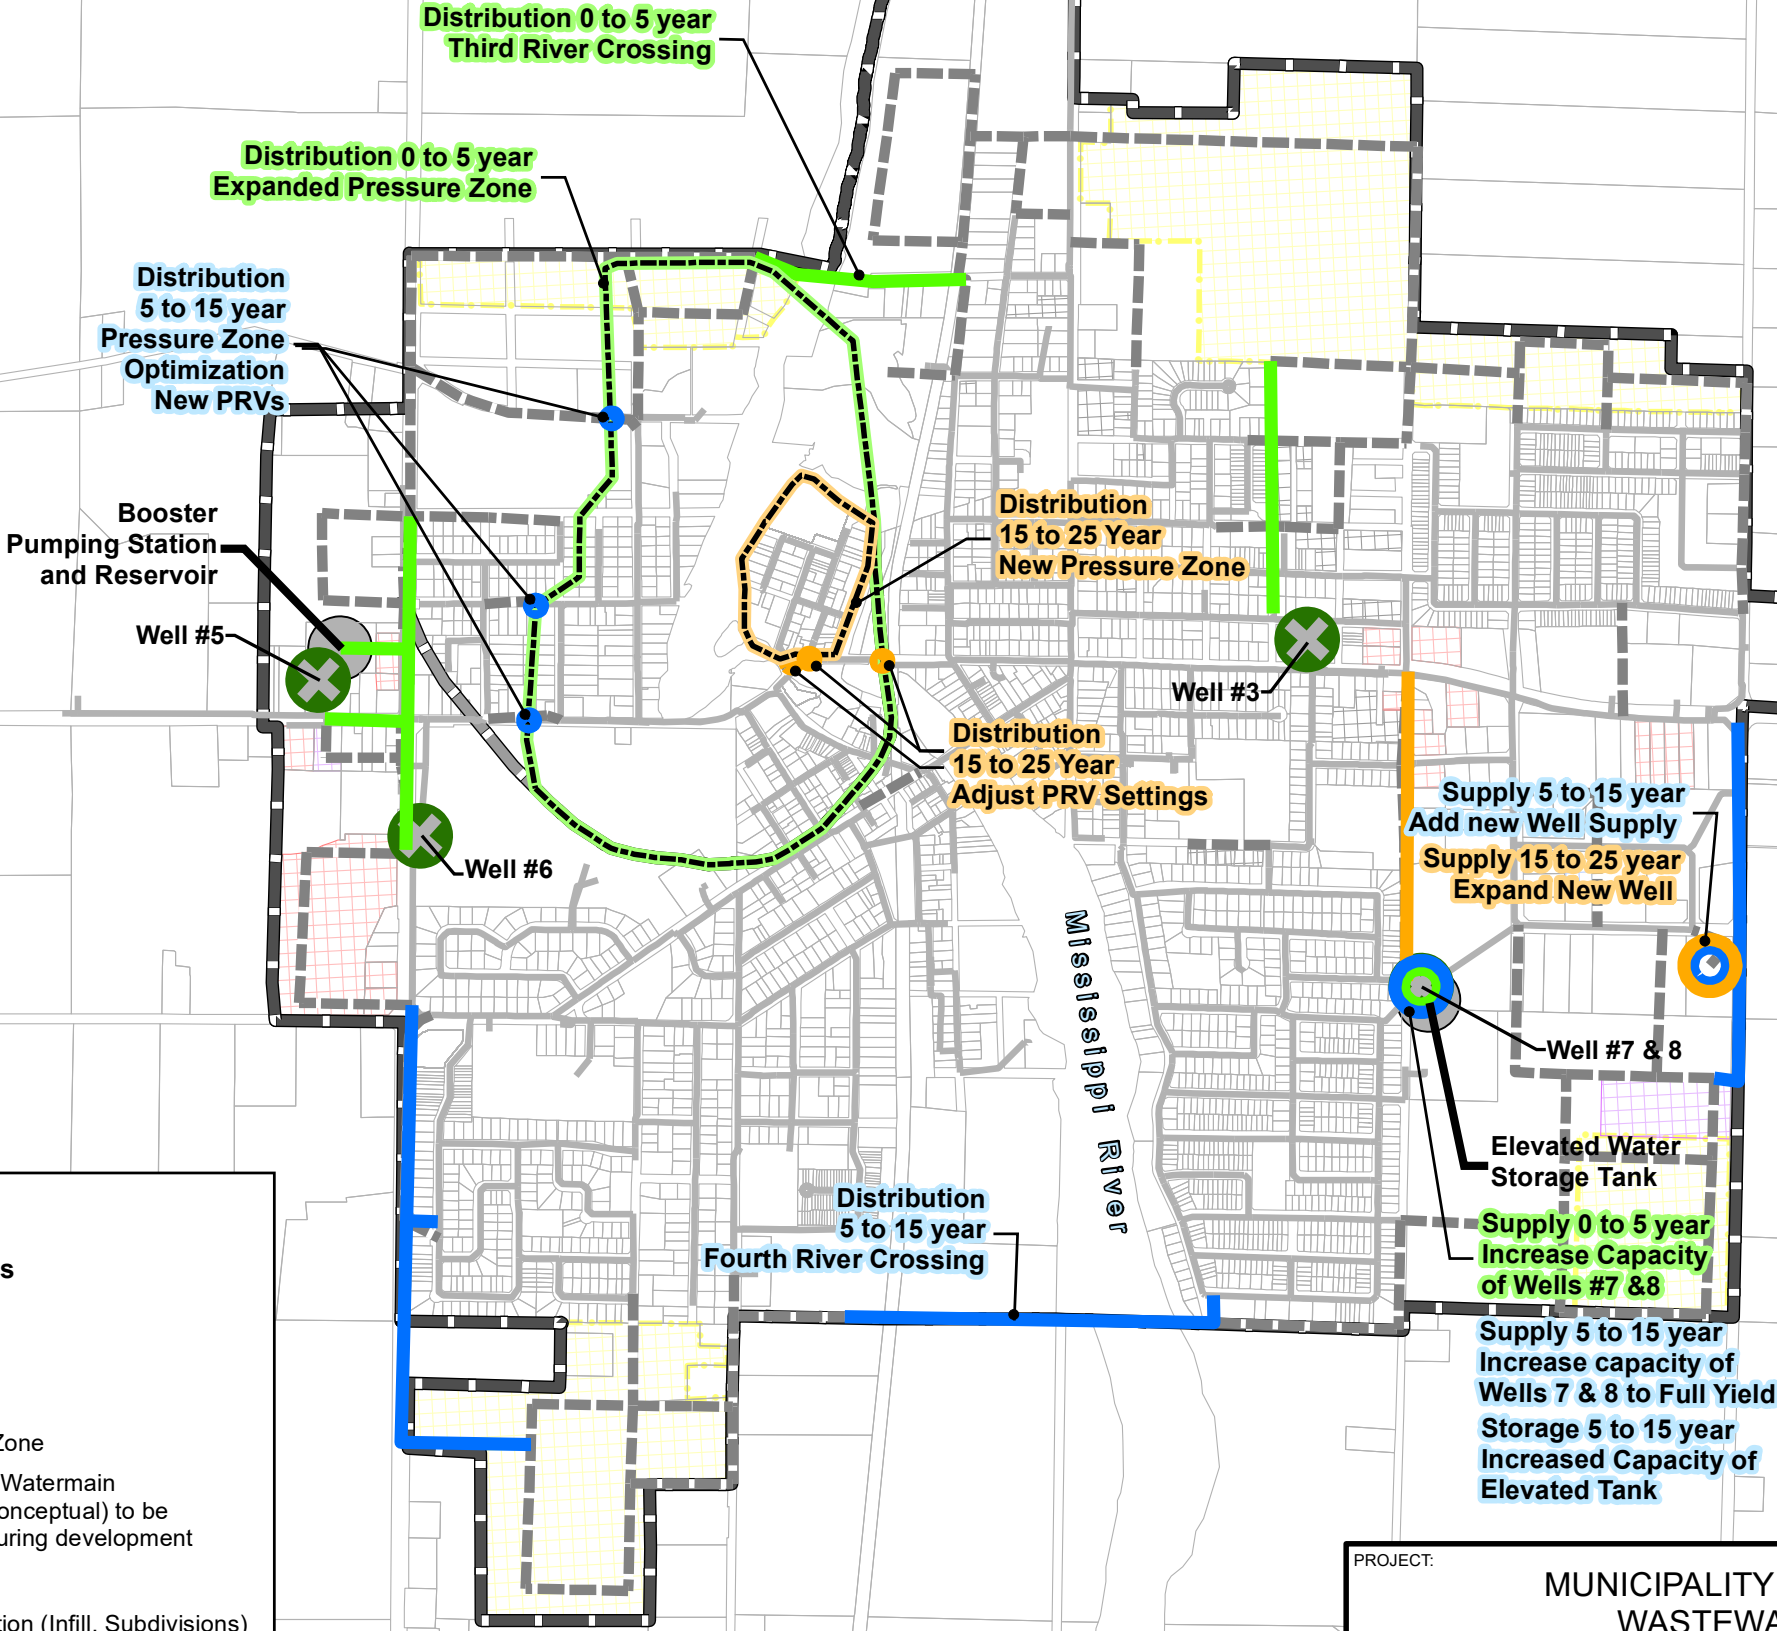 Distribution 0 to 5 year
Third River Crossing
Distribution 0 to 5 year
Expanded Pressure Zone
Distribution
5 to 15 year
Pressure Zone
Optimization
New PRVs
Booster
Pumping Station
and Reservoir
Well #5
Distribution
15 to 25 Year
New Pressure Zone
Well #3
Distribution
15 to 25 Year
Adjust PRV Settings
Supply 5 to 15 year
Add new Well Supply
Supply 15 to 25 year
Expand New Well
Well #6
Mississippi River
Well #7 & 8
Elevated Water
Storage Tank
Distribution
5 to 15 year
Fourth River Crossing
Supply 0 to 5 year
Increase Capacity
of Wells #7 &8
Supply 5 to 15 year
Increase capacity of
Wells 7 & 8 to Full Yield
Storage 5 to 15 year
Increased Capacity of
Elevated Tank
s
Zone
Watermain
onceptual) to be
uring development
tion (Infill, Subdivisions)
PROJECT:
MUNICIPALITY
WASTEWA